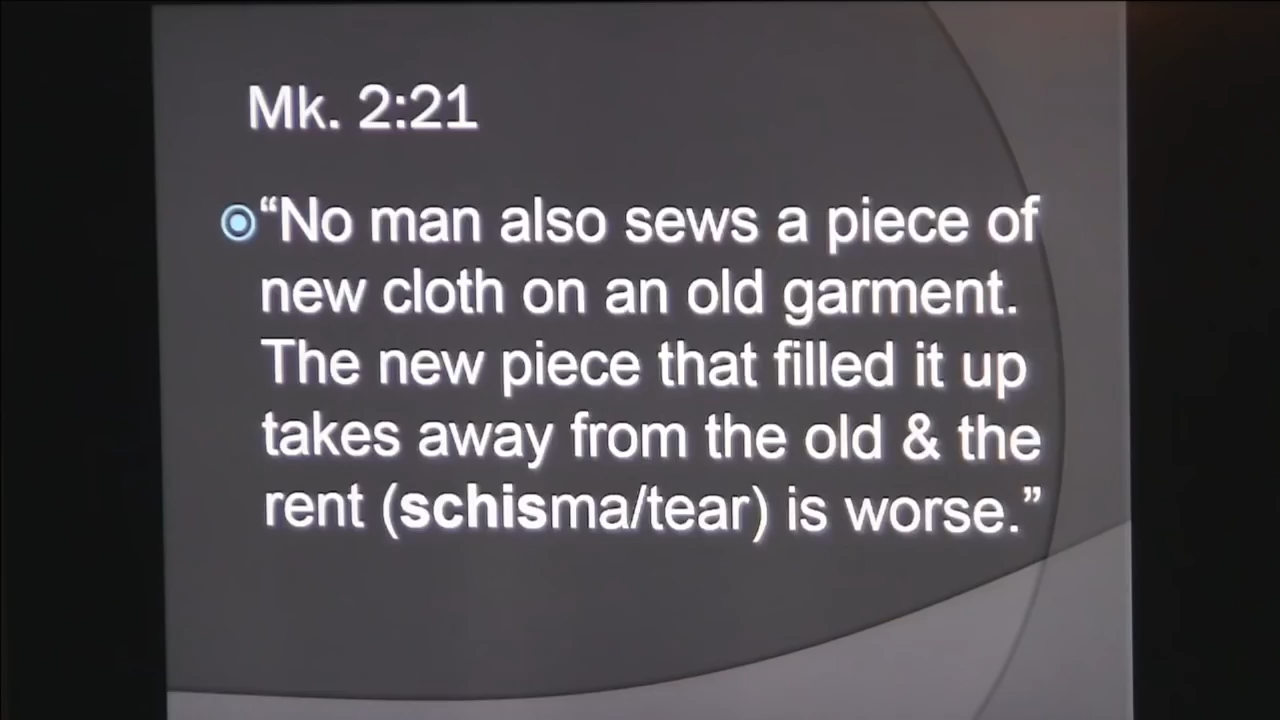 Mk. 2:21
“No man also sews a piece of
new cloth on an old garment.
The new piece that filled it up
takes away from the old & the
rent (schisma/tear) is worse.”